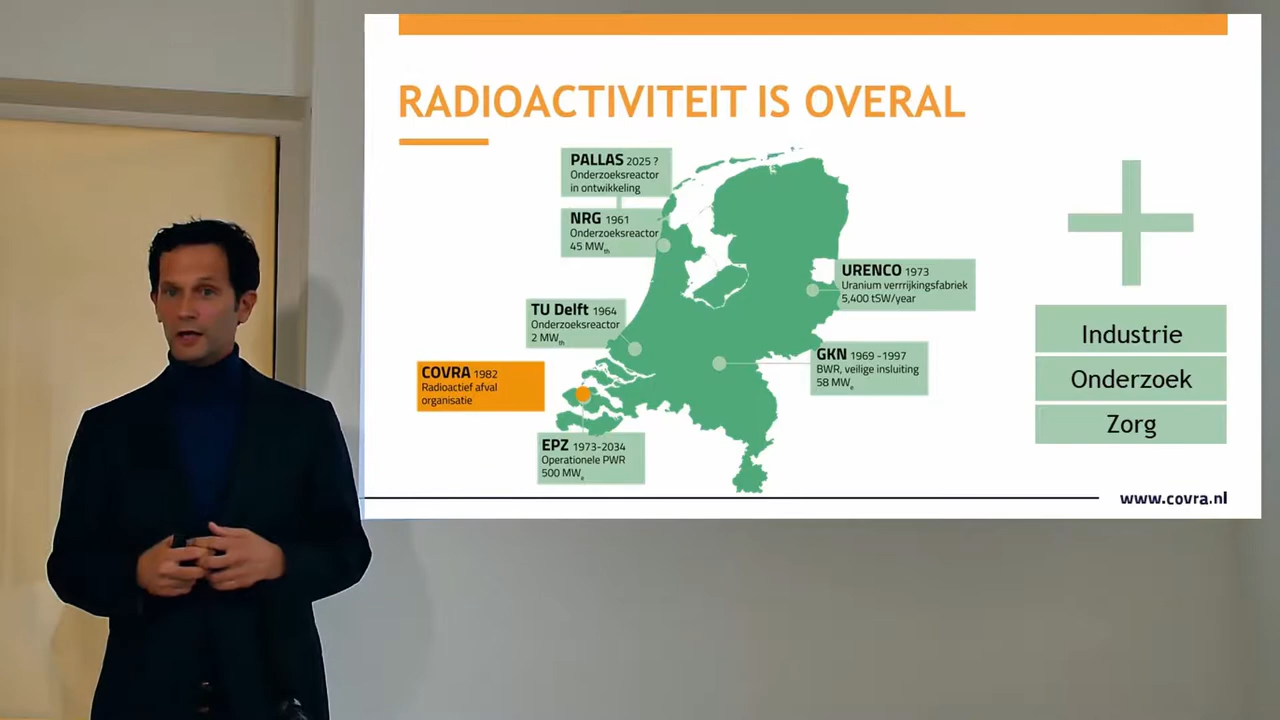 RADIOACTIVITEIT IS OVERAL
PALLAS 2025 ?
Onderzoeksreactor
in ontwikkeling
NRG 1961
Onderzoeksreactor
45 MWth
TU Delft 1964
Onderzoeksreactor
2 MWth
COVRA 1982
Radioactief afval
organisatie
EPZ 1973-2034
Operationele PWR
500 MWe
URENCO 1973
Uranium verrrijkingsfabriek
5,400 tSW/year
GKN 1969 -1997
BWR, veilige insluiting
58 MWe
Industrie
Onderzoek
Zorg
www.covra.nl